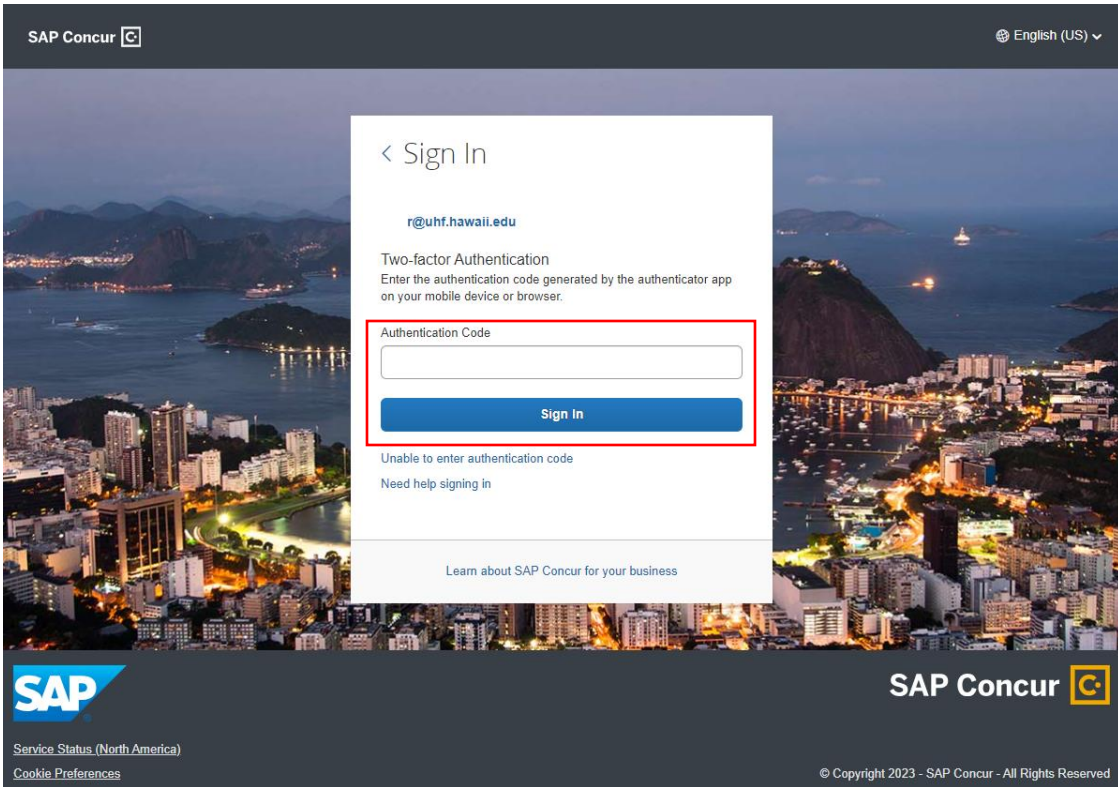 SAP Concur C
English (US)
Sign In
r@uhf.hawaii.edu
Two-factor Authentication
Enter the authentication code generated by the authenticator app
on your mobile device or browser.
Authentication Code
Sign In
Unable to enter authentication code
Need help signing in
Learn about SAP Concur for your business
SAP
SAP Concur C
Service Status (North America)
Cookie Preferences
© Copyright 2023 - SAP Concur - All Rights Reserved